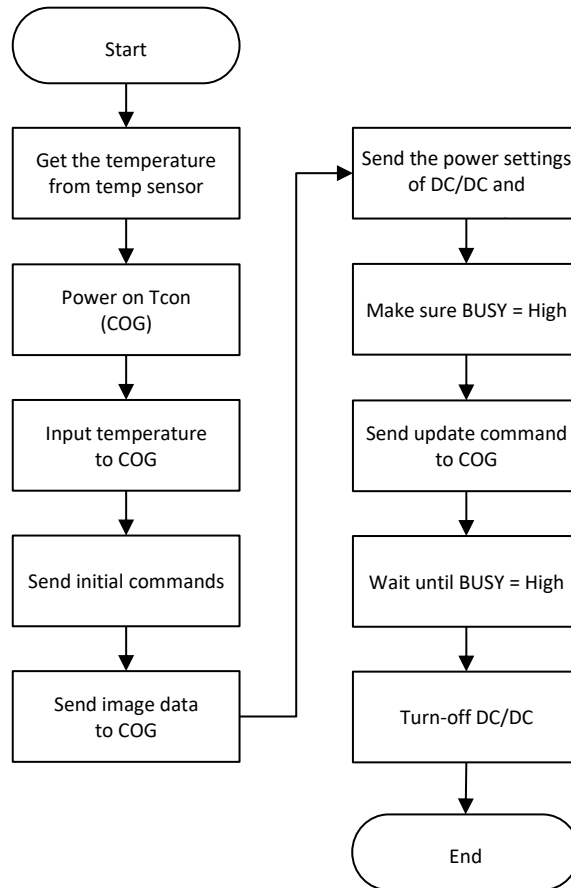 Start
Get the temperature
from temp sensor
Power on Tcon
(COG)
Input temperature
to COG
Send initial commands
Send image data
to COG
Send the power settings
of DC/DC and
Make sure BUSY = High
Send update command
to COG
Wait until BUSY = High
Turn-off DC/DC
End